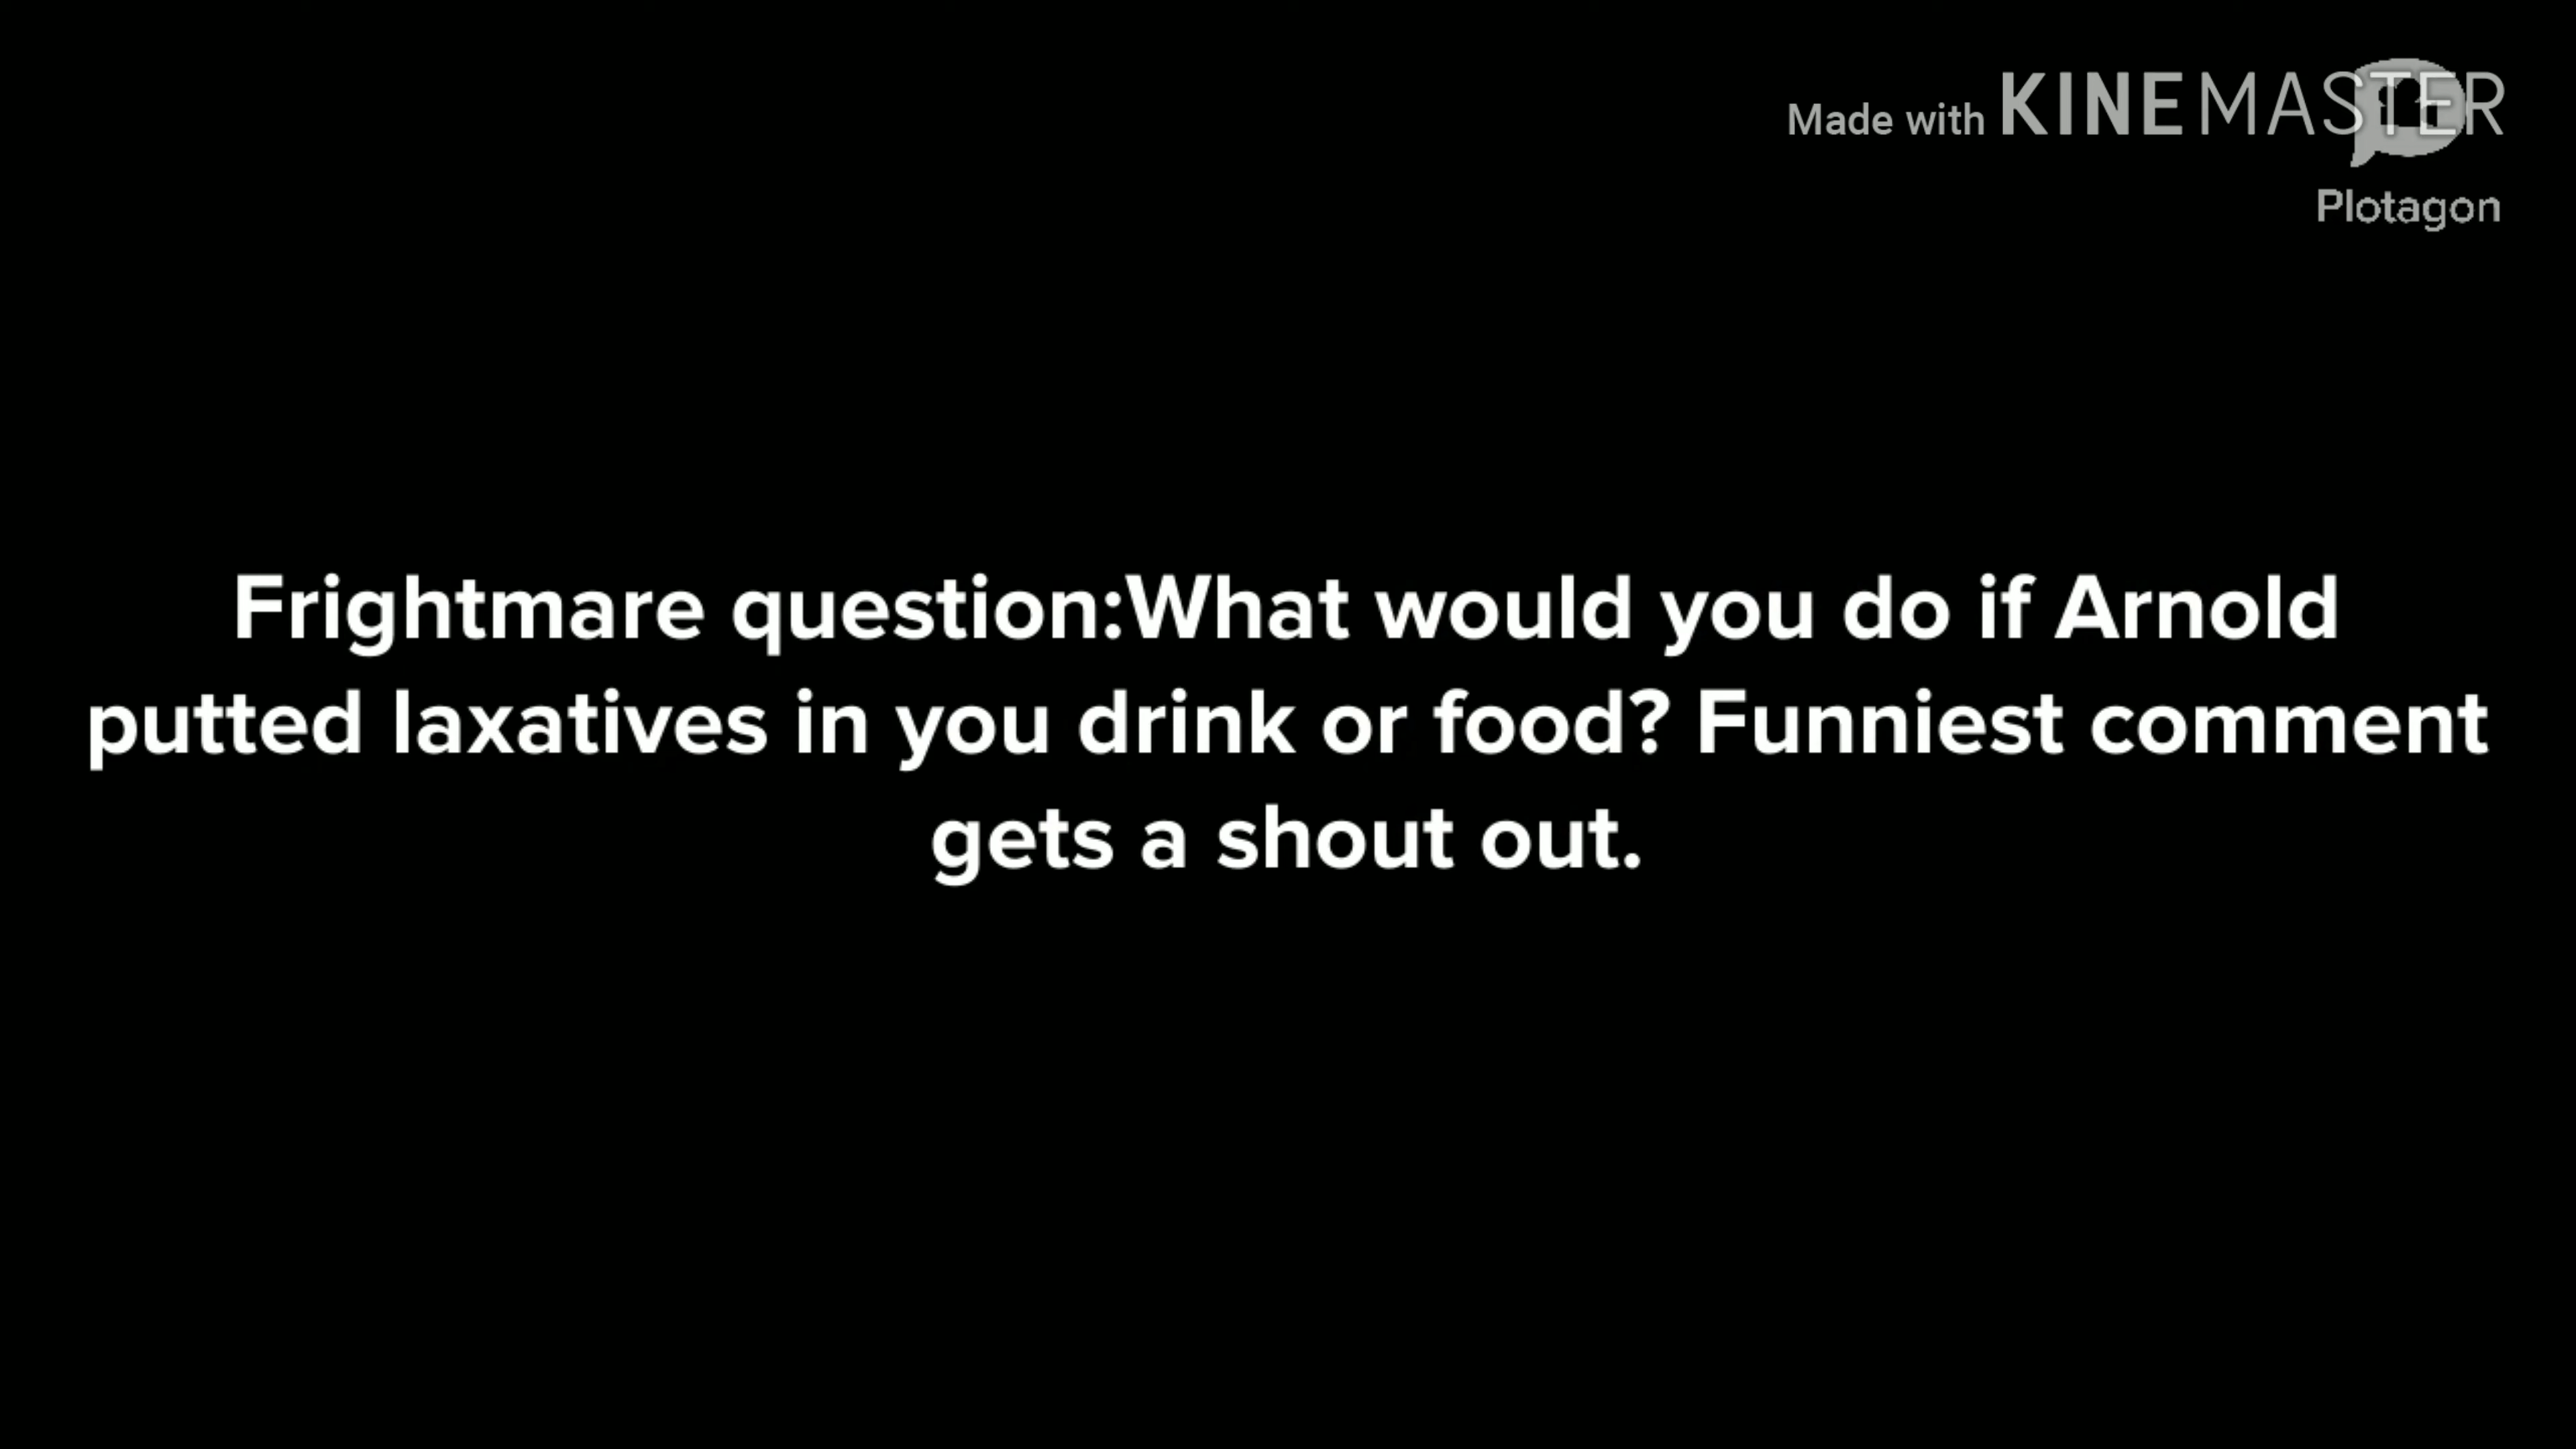 Made with KINEMASTER
Plotagon
Frightmare question:What would you do if Arnold
putted laxatives in you drink or food? Funniest comment
gets a shout out.